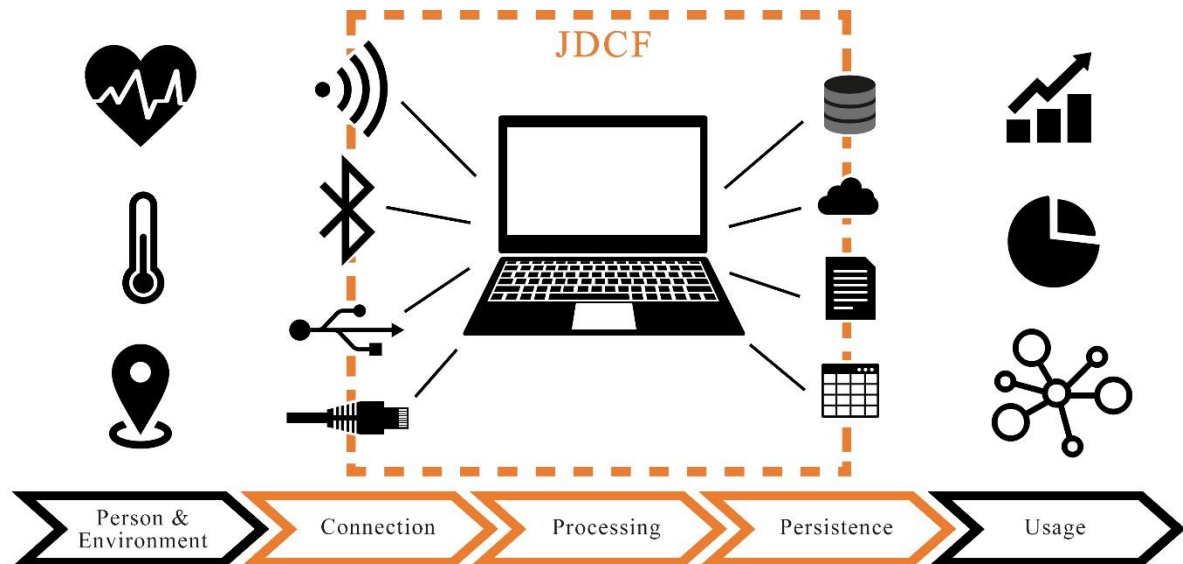 JDCF
Person &
Environment
Connection
Processing
Persistence
Usage